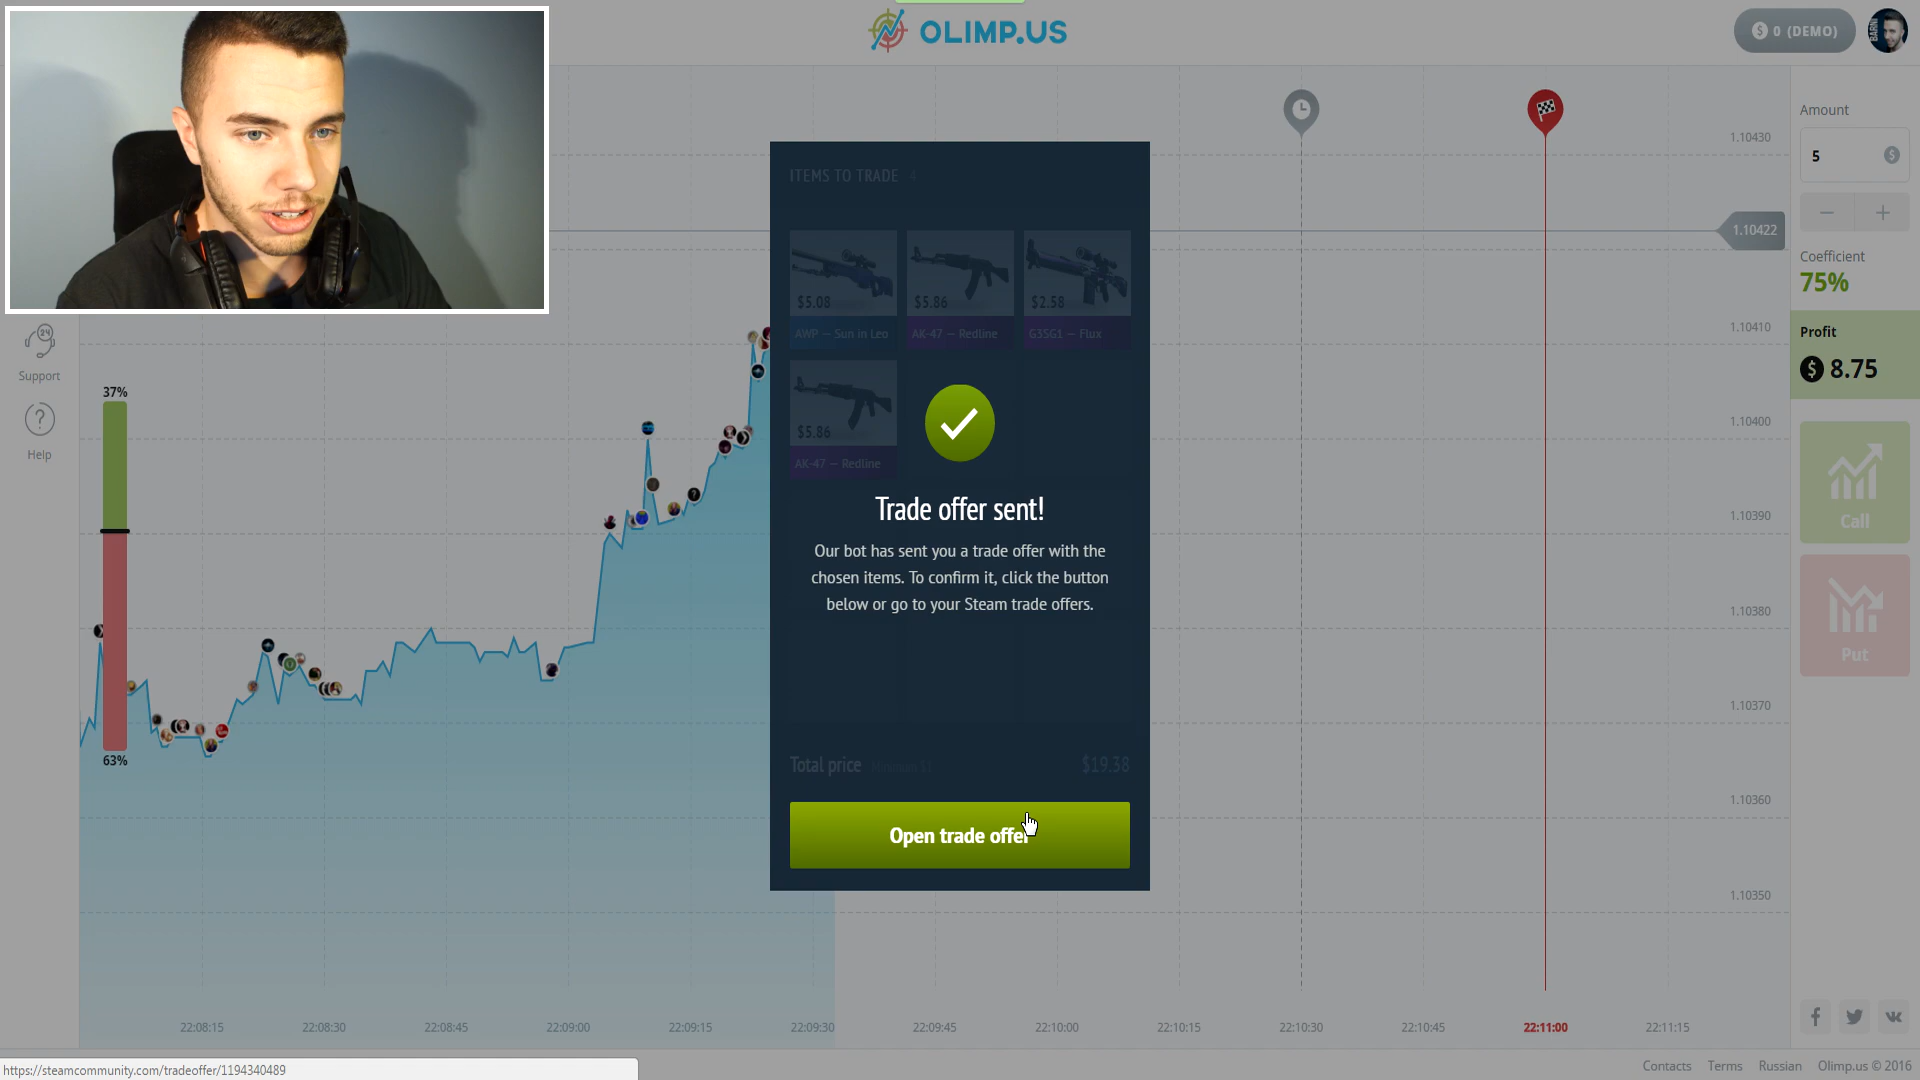 OLIMP.US
0 (DEMO)
Support
Help
37%
63%
ITEMS TO TRADE 4
$5.08
$5.86
$2.58
AWP — Sun in Leo
AK-47 — Redline
G3SG1 — Flux
$5.86
AK-47 — Redline
Trade offer sent!
Our bot has sent you a trade offer with the
chosen items. To confirm it, click the button
below or go to your Steam trade offers.
Total price
$19.38
Open trade offer
1.10430
1.10422
1.10410
1.10400
1.10390
1.10380
1.10370
1.10360
1.10350
Amount
5
Coefficient
75%
Profit
8.75
Call
Put
22:08:15
22:08:30
22:08:45
22:09:00
22:09:15
22:09:30
22:09:45
22:10:00
22:10:15
22:10:30
22:10:45
22:11:00
22:11:15
https://steamcommunity.com/tradeoffer/1194340489
Contacts
Terms
Russian
Olimp.us © 2016